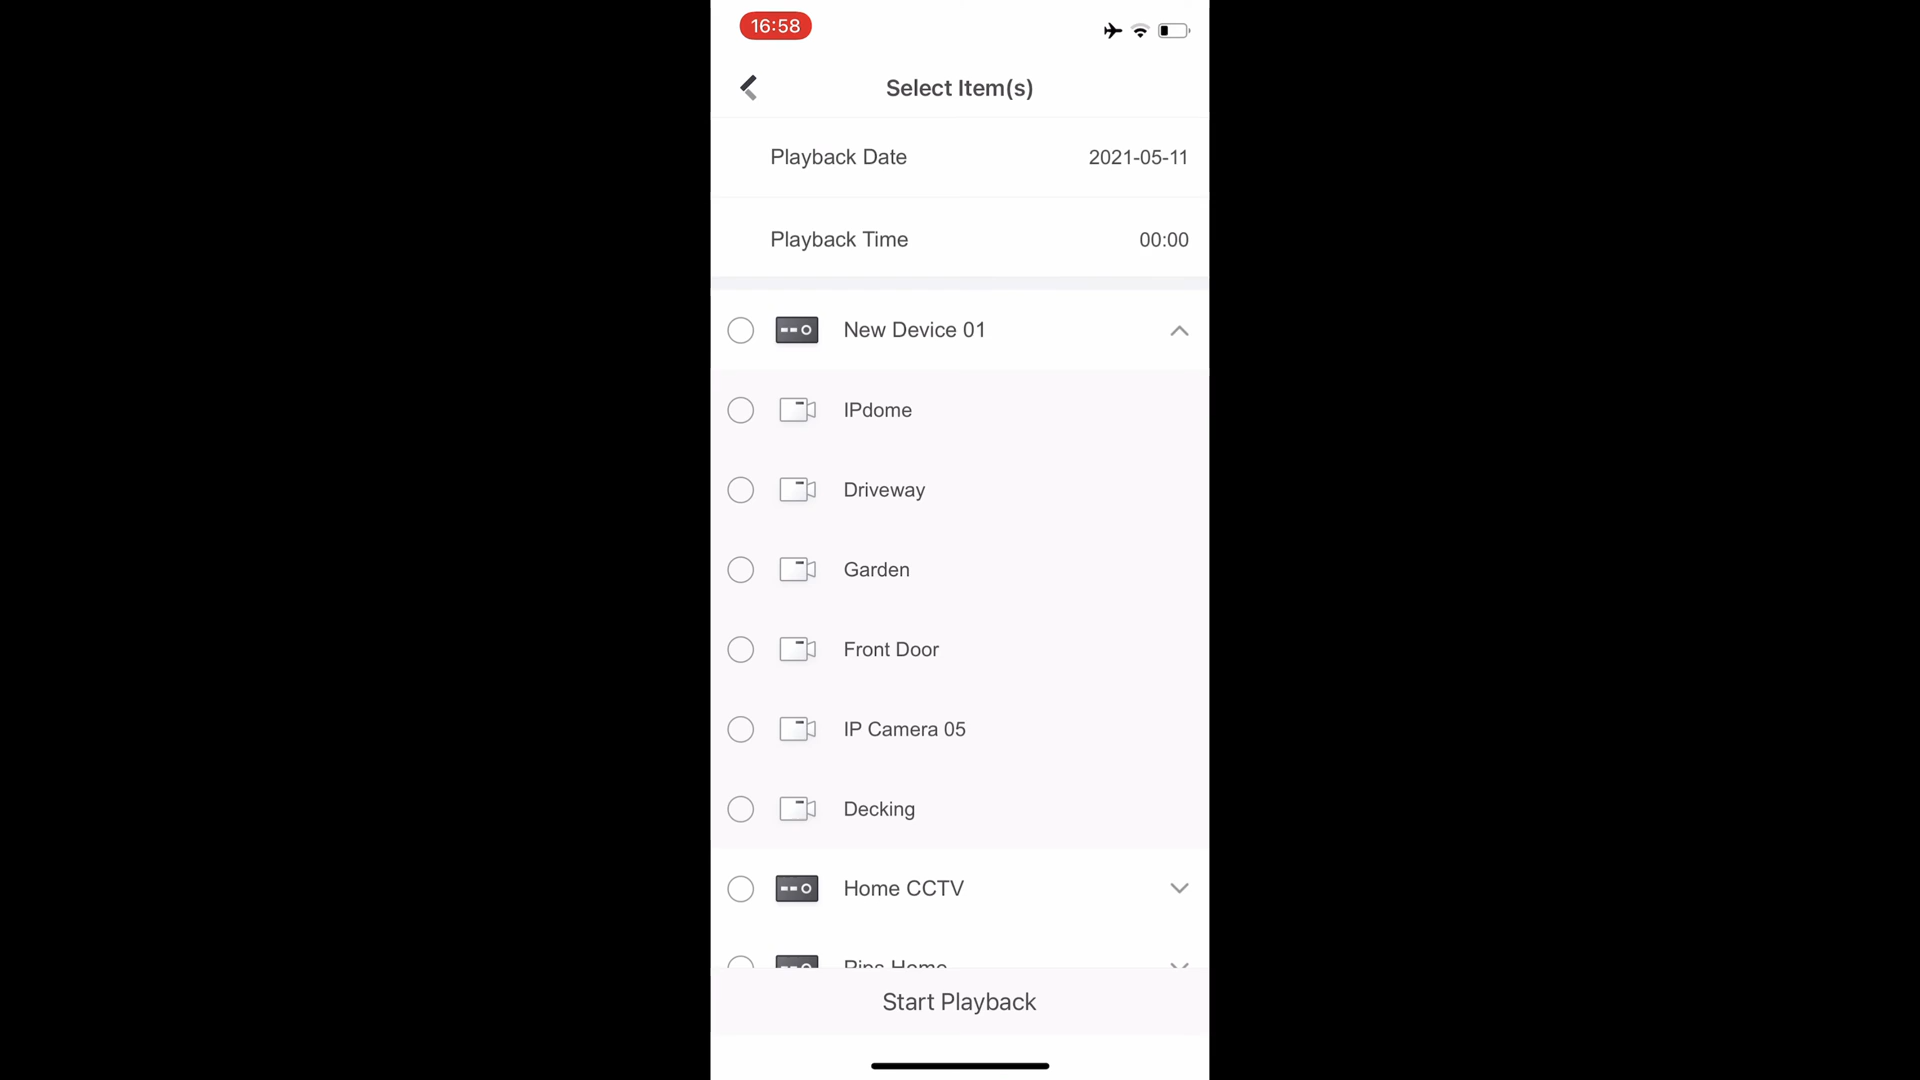 16:58
Select Item(s)
Playback Date 2021-05-11
Playback Time 00:00
New Device 01
IPdome
Driveway
Garden
Front Door
IP Camera 05
Decking
Home CCTV
Home
Start Playback